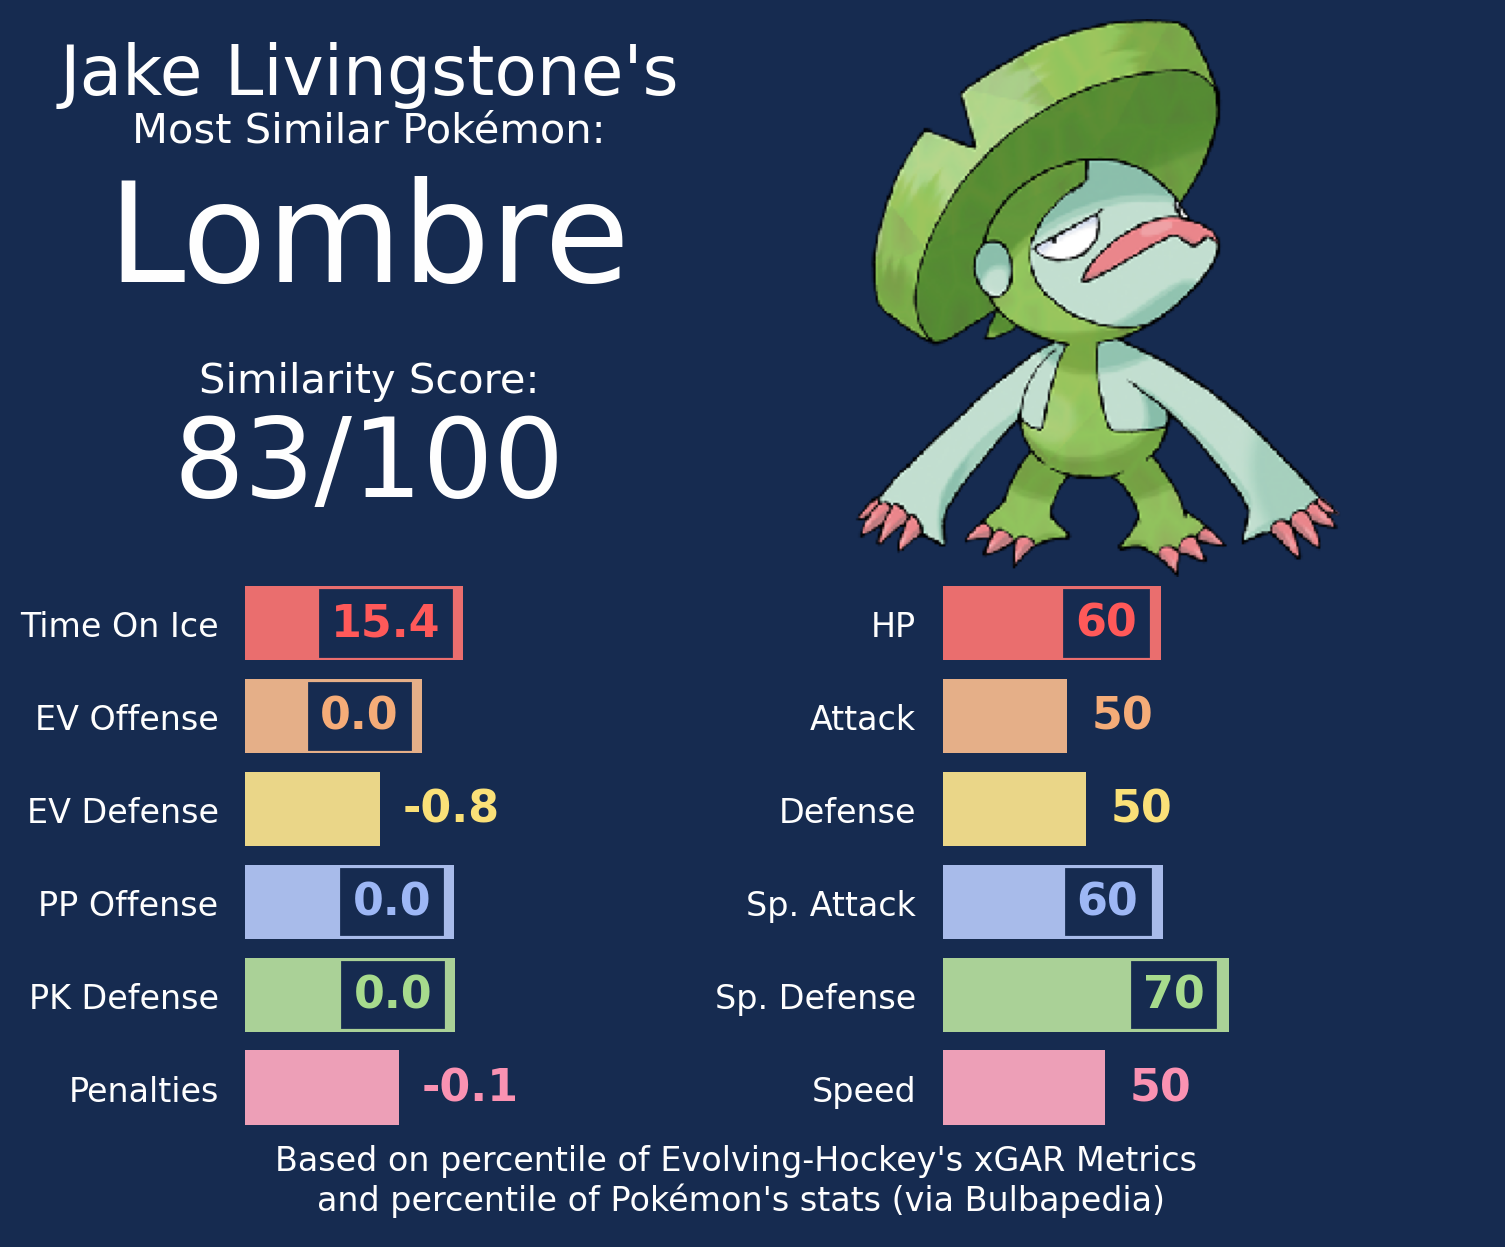 Jake Livingstone's
Most Similar Pokémon:
Lombre
Similarity Score:
83/100
Time On Ice 15.4
EV Offense 0.0
EV Defense -0.8
PP Offense 0.0
PK Defense 0.0
Penalties -0.1
HP 60
Attack 50
Defense 50
Sp. Attack 60
Sp. Defense 70
Speed 50
Based on percentile of Evolving-Hockey's xGAR Metrics
and percentile of Pokémon's stats (via Bulbapedia)